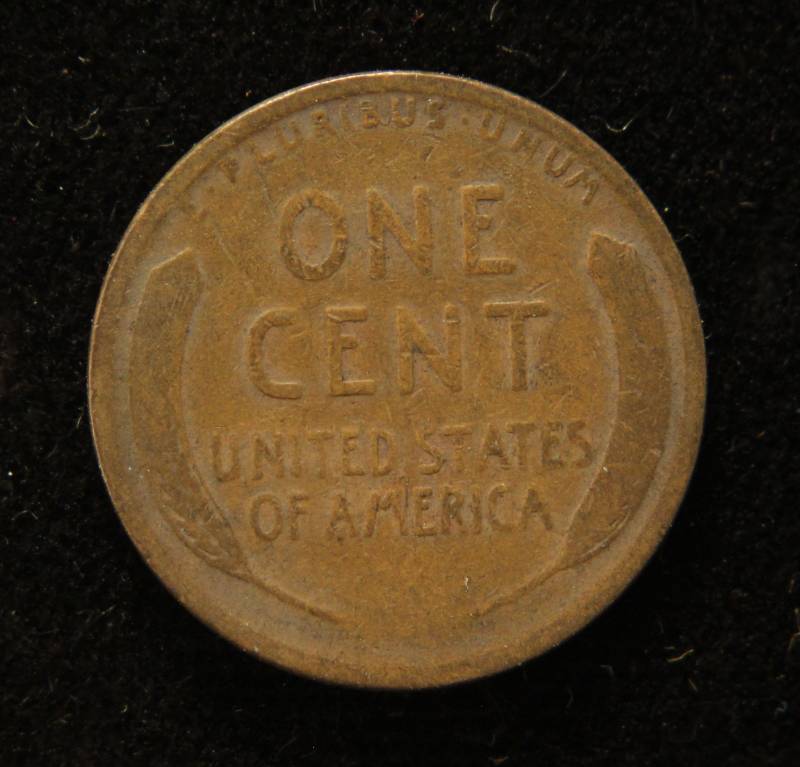 E · PLURIBUS · UNUM
ONE
CENT
UNITED STATES
OF AMERICA